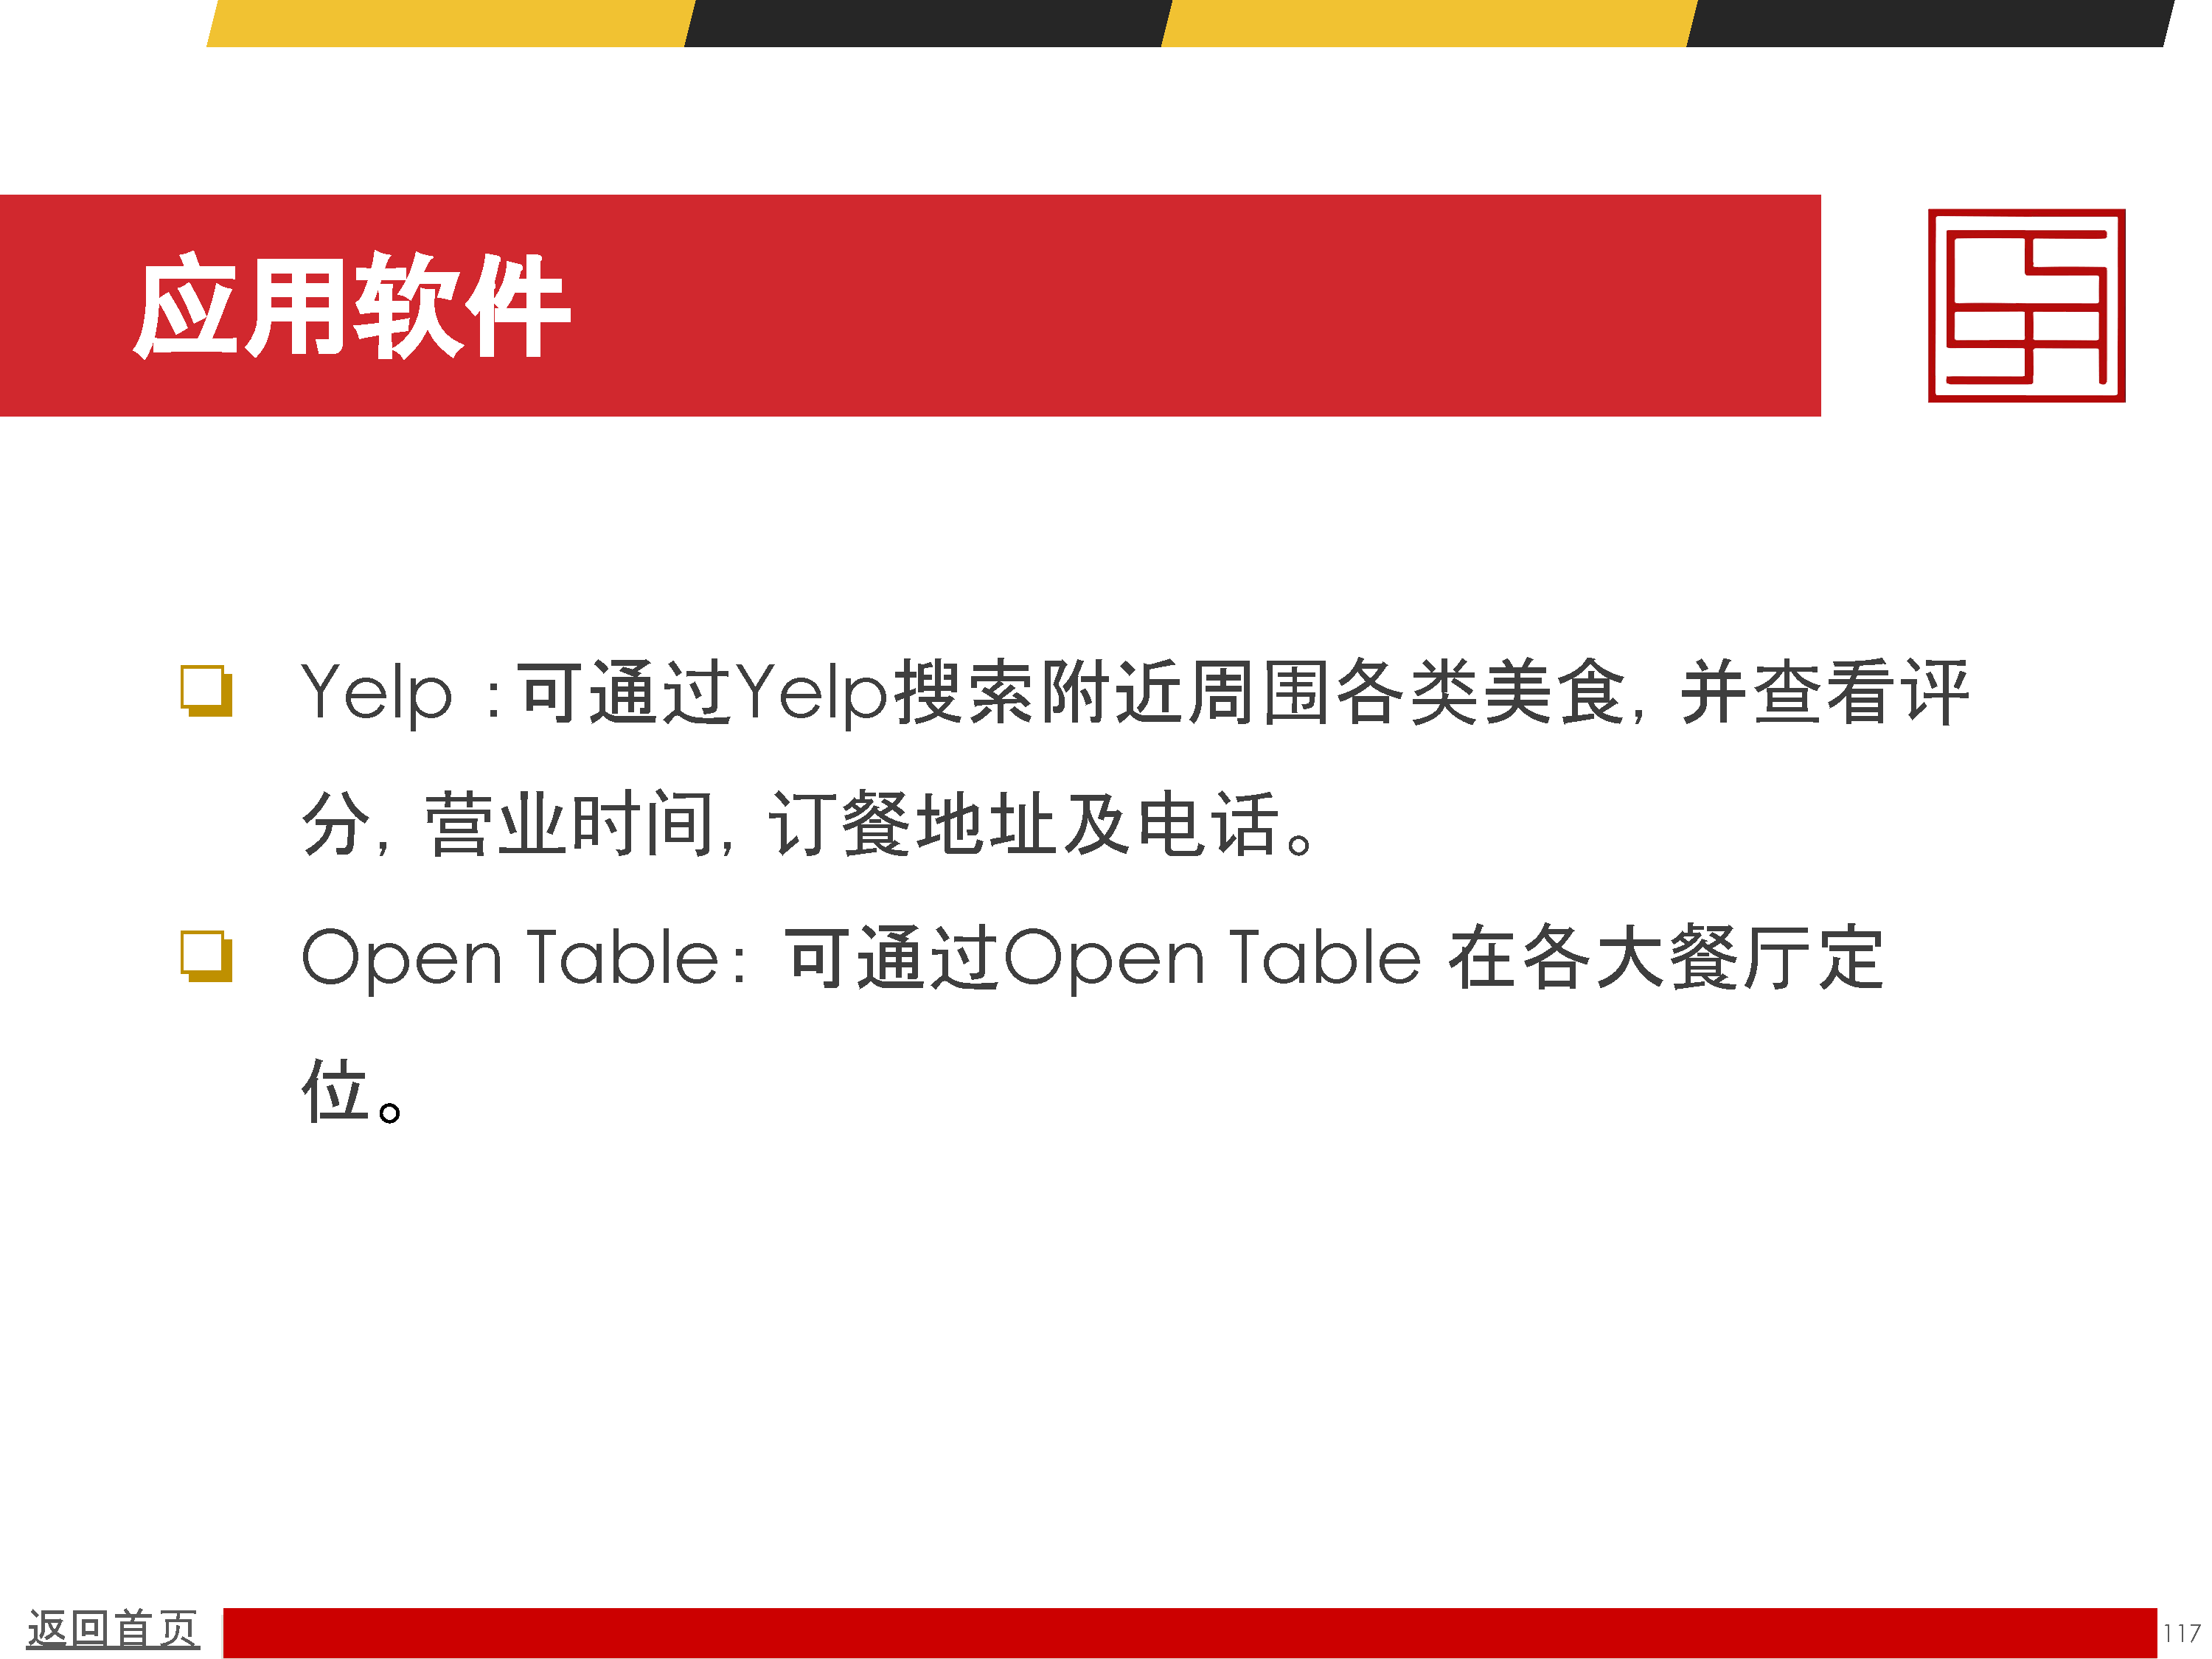 应用软件
Yelp ：可通过Yelp搜索附近周围各类美食，并查看评
分，营业时间，订餐地址及电话。
Open Table：可通过Open Table 在各大餐厅定
位。
返回首页
117